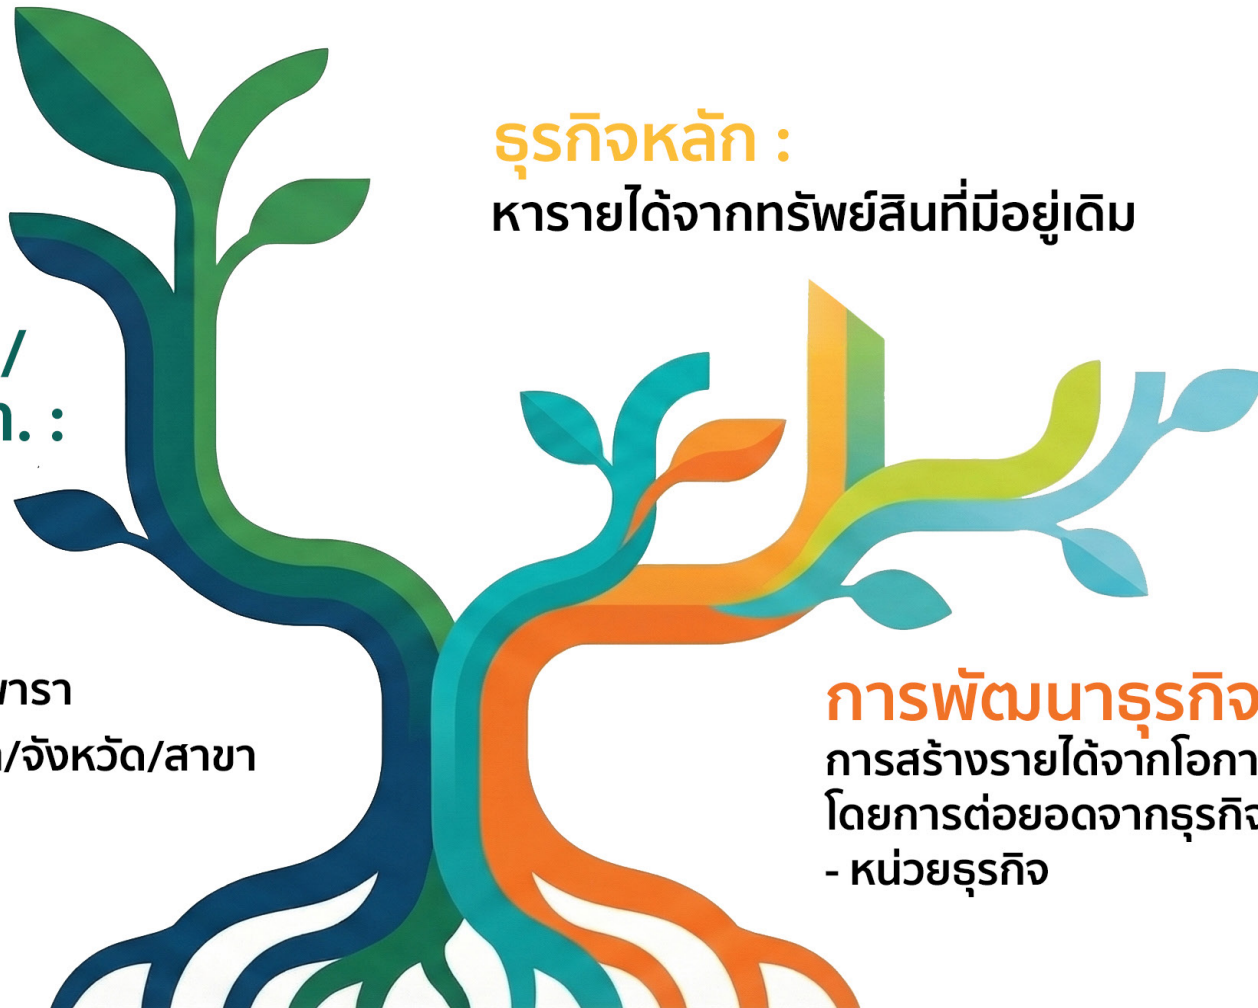 ธุรกิจหลัก :
หารายได้จากทรัพย์สินที่มีอยู่เดิม
/
ท. :
พารา
/จังหวัด/สาขา
การพัฒนาธุรกิจ
การสร้างรายได้จากโอกา
โดยการต่อยอดจากธุรกิจ
- หน่วยธุรกิจ